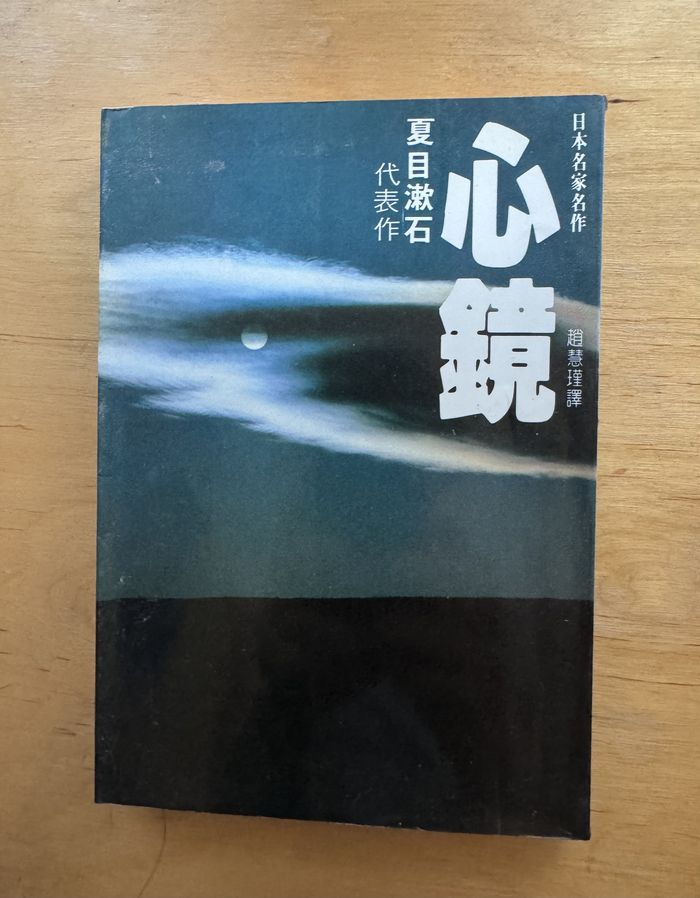 日本名家名作
心鏡
趙慧瑾譯
夏目漱石
代表作